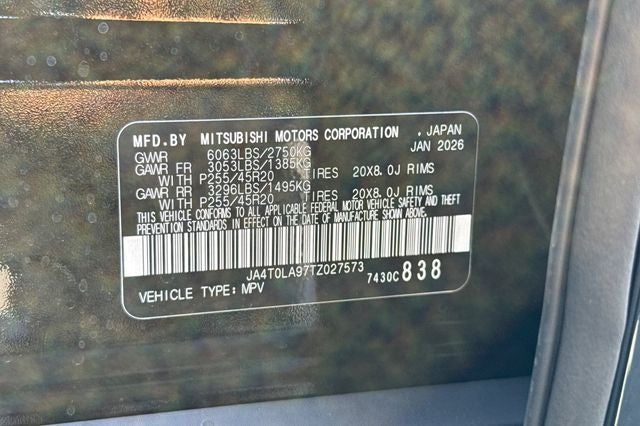 MFD.BY MITSUBISHI MOTORS CORPORATION . JAPAN
GVWR 6063LBS/2750KG JAN 2026
GAWR FR 3053LBS/1385KG
WITH P255/45R20 TIRES 20X8.0J RIMS
GAWR RR 3296LBS/1495KG
WITH P255/45R20 TIRES 20X8.0J RIMS
THIS VEHICLE CONFORMS TO ALL APPLICABLE FEDERAL MOTOR VEHICLE SAFETY AND THEFT
PREVENTION STANDARDS IN EFFECT ON THE DATE OF MANUFACTURE SHOWN ABOVE.
JA4T0LA97TZ027573 7430C838
VEHICLE TYPE: MPV